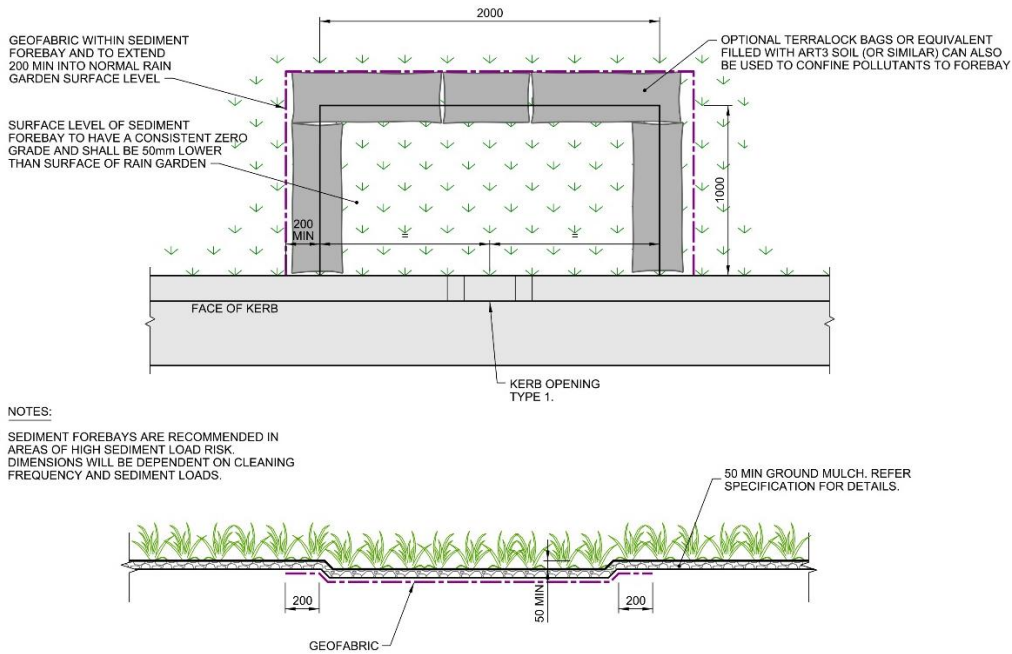 2000
GEOFABRIC WITHIN SEDIMENT
FOREBAY AND TO EXTEND
200 MIN INTO NORMAL RAIN
GARDEN SURFACE LEVEL
OPTIONAL TERRALOCK BAGS OR EQUIVALENT
FILLED WITH ART3 SOIL (OR SIMILAR) CAN ALSO
BE USED TO CONFINE POLLUTANTS TO FOREBAY
SURFACE LEVEL OF SEDIMENT
FOREBAY TO HAVE A CONSISTENT ZERO
GRADE AND SHALL BE 50mm LOWER
THAN SURFACE OF RAIN GARDEN
1000
200
MIN
=
=
FACE OF KERB
KERB OPENING
TYPE 1.
NOTES:
SEDIMENT FOREBAYS ARE RECOMMENDED IN
AREAS OF HIGH SEDIMENT LOAD RISK.
DIMENSIONS WILL BE DEPENDENT ON CLEANING
FREQUENCY AND SEDIMENT LOADS.
50 MIN GROUND MULCH. REFER
SPECIFICATION FOR DETAILS.
200
50 MIN
200
GEOFABRIC